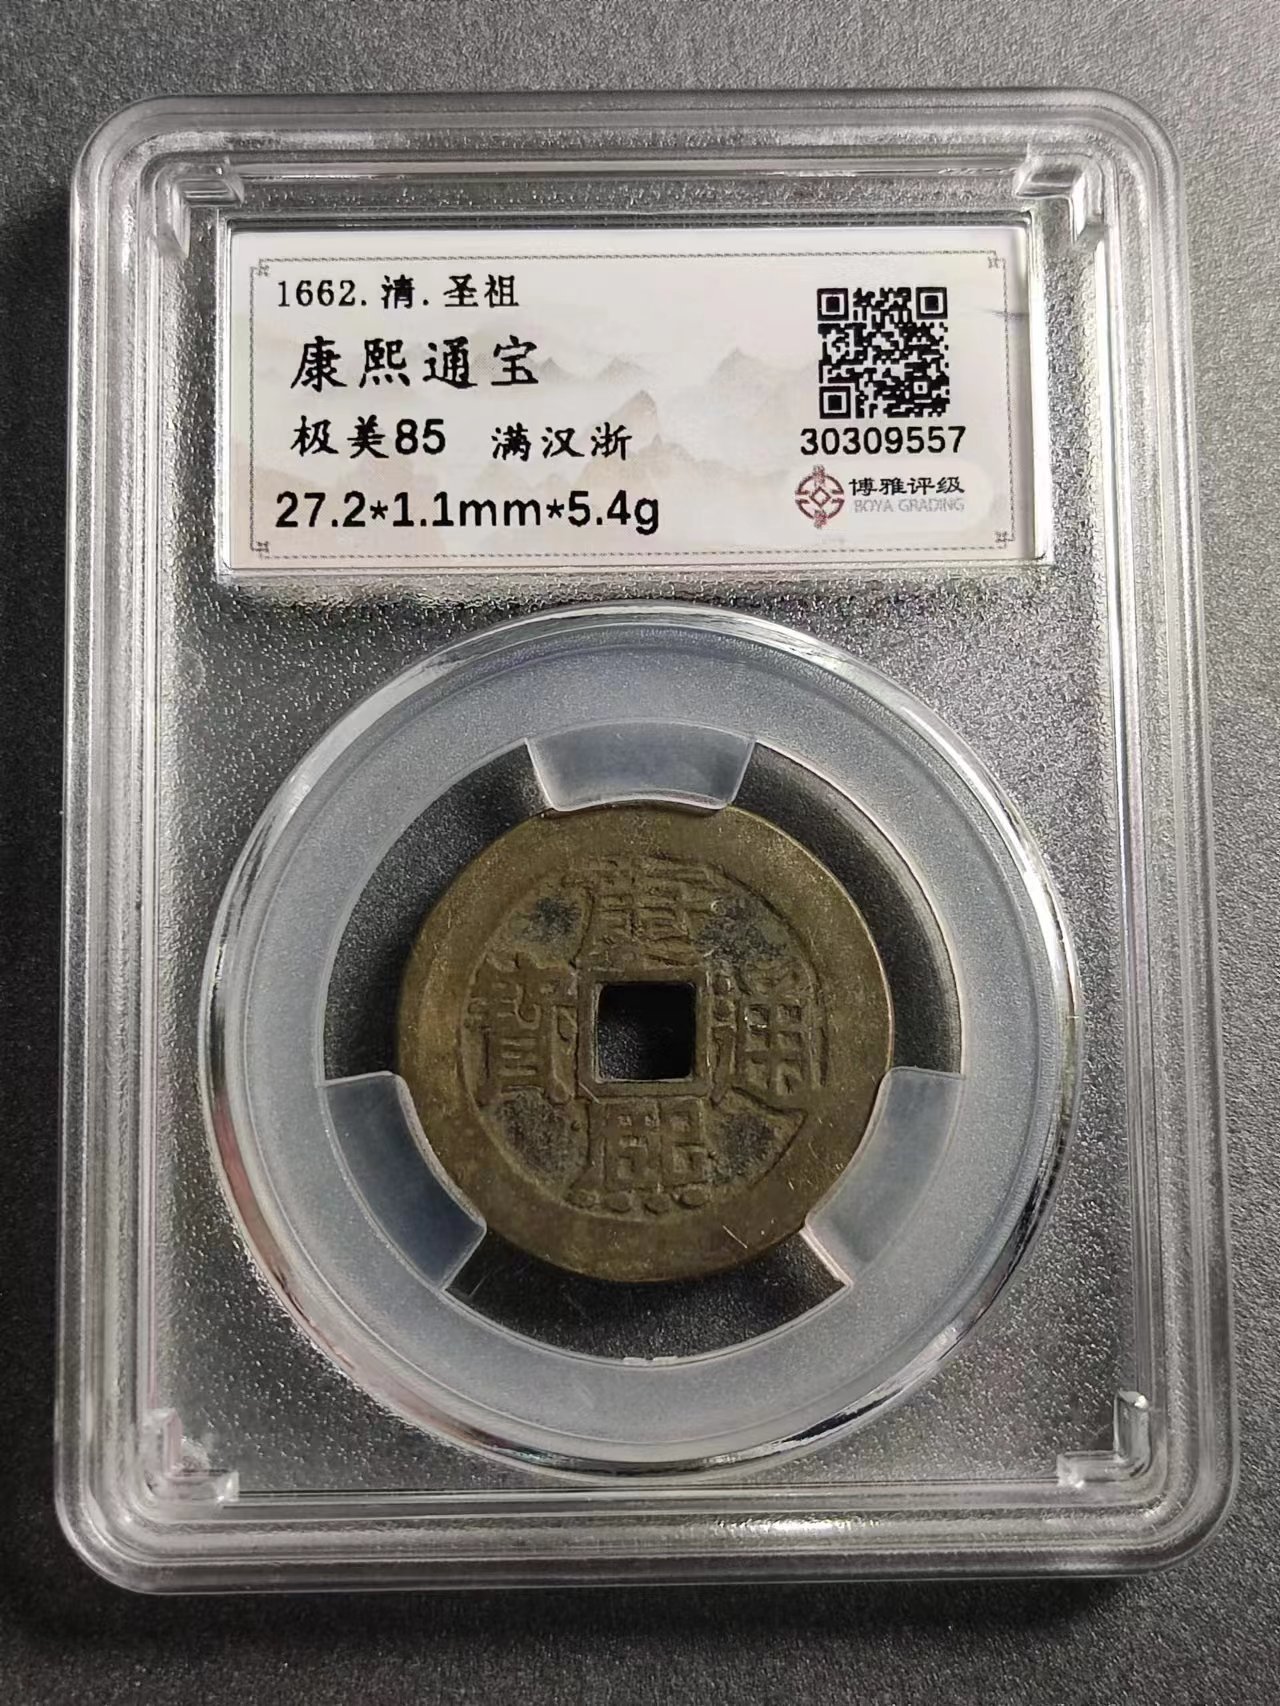 1662.清.圣祖
康熙通宝
极美85 满汉浙
27.2*1.1mm*5.4g
30309557
博雅评级
BOYA GRADING
康熙通寶